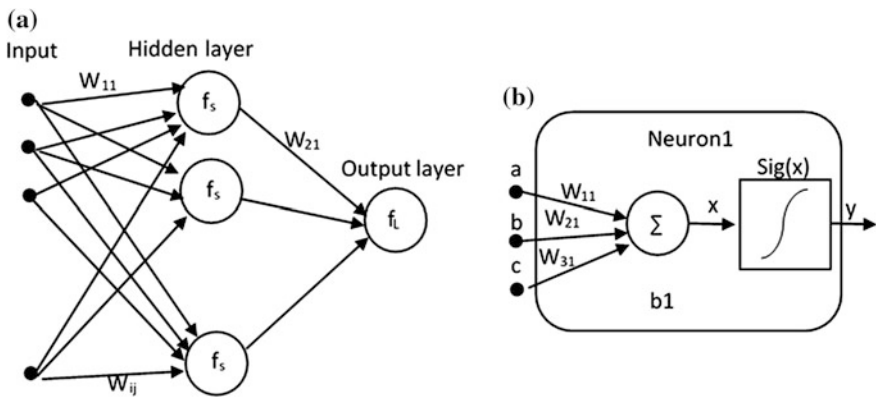 (a)
Input
Hidden layer
W11
fs
W21
fs
Output layer
fL
fs
Wij
(b)
Neuron1
Sig(x)
a
W11
b
W21
Σ
x
y
c
W31
b1